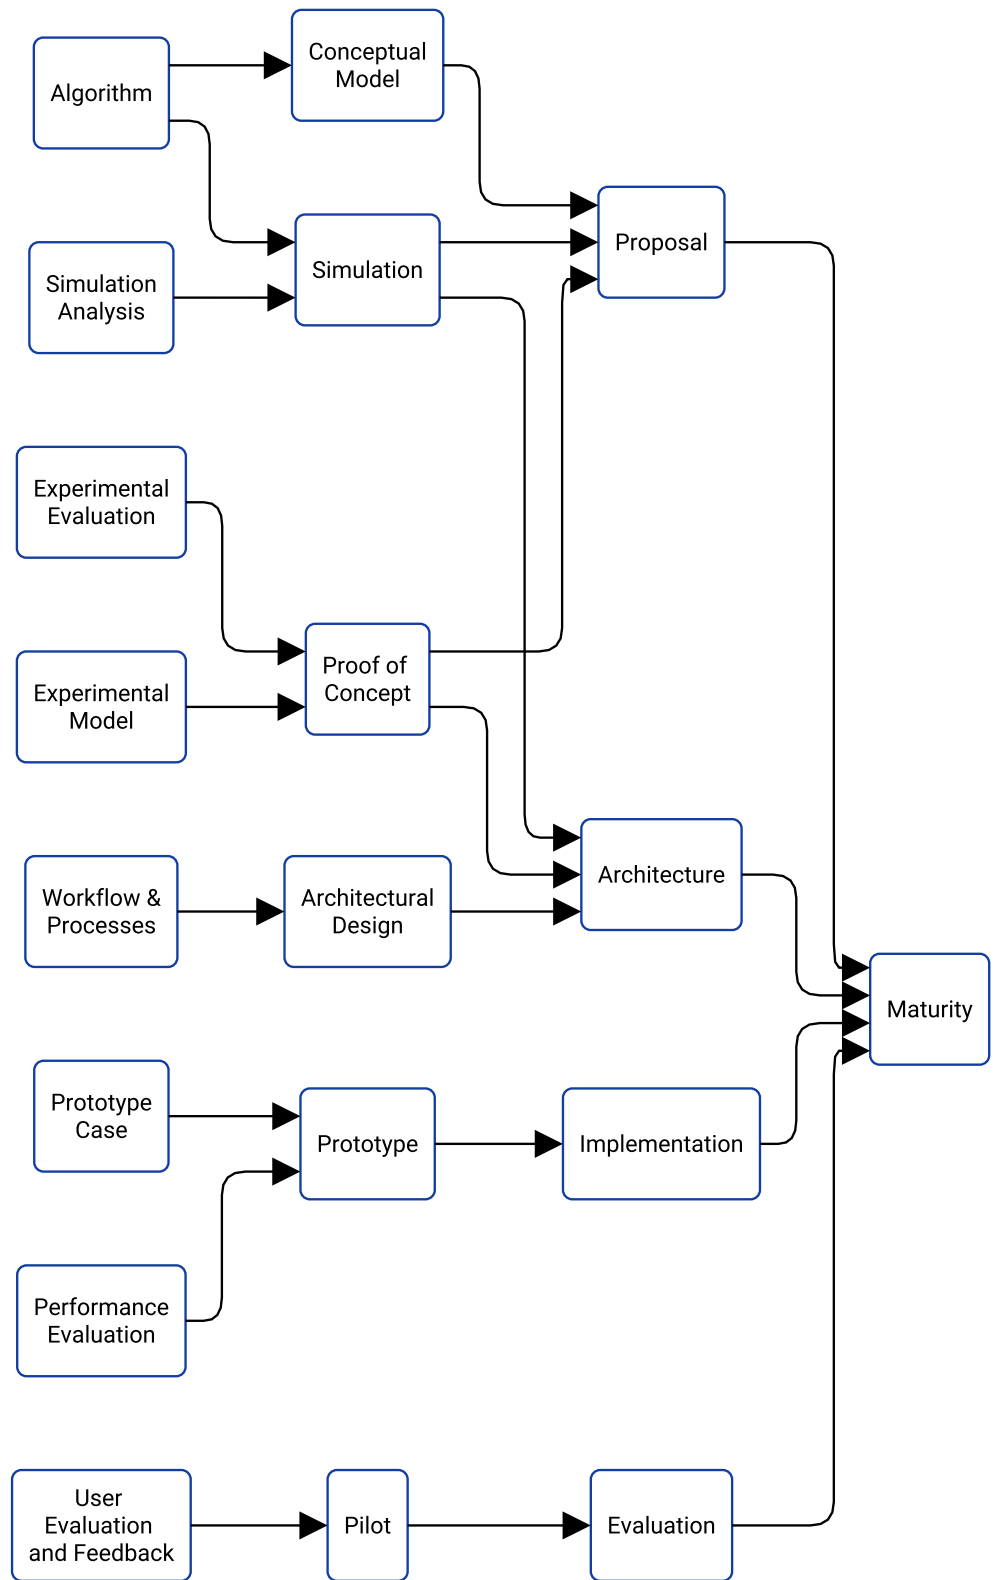 Algorithm
Conceptual
Model
Simulation
Analysis
Simulation
Proposal
Experimental
Evaluation
Experimental
Model
Proof of
Concept
Workflow &
Processes
Architectural
Design
Architecture
Maturity
Prototype
Case
Prototype
Implementation
Performance
Evaluation
User
Evaluation
and Feedback
Pilot
Evaluation